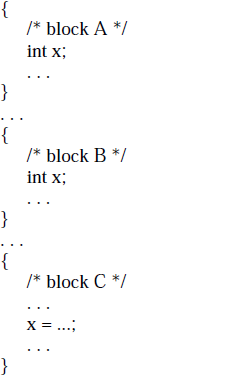 {
/* block A */
int x;
. . .
}
. . .
{
/* block B */
int x;
. . .
}
. . .
{
/* block C */
. . .
x = ...;
. . .
}